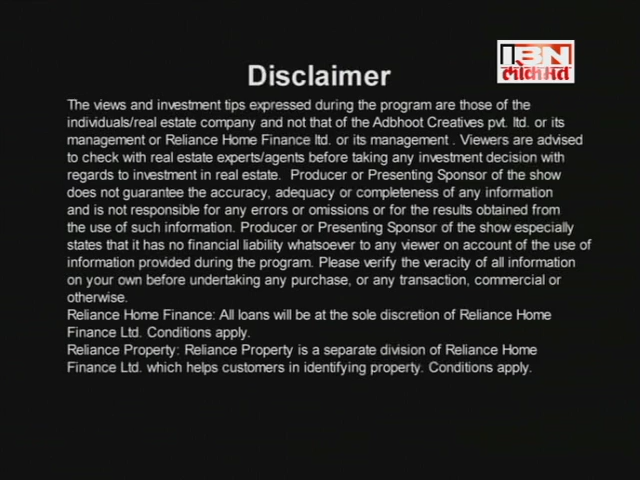 IBN
लोकमत
Disclaimer
The views and investment tips expressed during the program are those of the
individuals/real estate company and not that of the Adbhoot Creatives pvt. ltd. or its
management or Reliance Home Finance ltd. or its management . Viewers are advised
to check with real estate experts/agents before taking any investment decision with
regards to investment in real estate.  Producer or Presenting Sponsor of the show
does not guarantee the accuracy, adequacy or completeness of any information
and is not responsible for any errors or omissions or for the results obtained from
the use of such information. Producer or Presenting Sponsor of the show especially
states that it has no financial liability whatsoever to any viewer on account of the use of
information provided during the program. Please verify the veracity of all information
on your own before undertaking any purchase, or any transaction, commercial or
otherwise.
Reliance Home Finance: All loans will be at the sole discretion of Reliance Home
Finance Ltd. Conditions apply.
Reliance Property: Reliance Property is a separate division of Reliance Home
Finance Ltd. which helps customers in identifying property. Conditions apply.